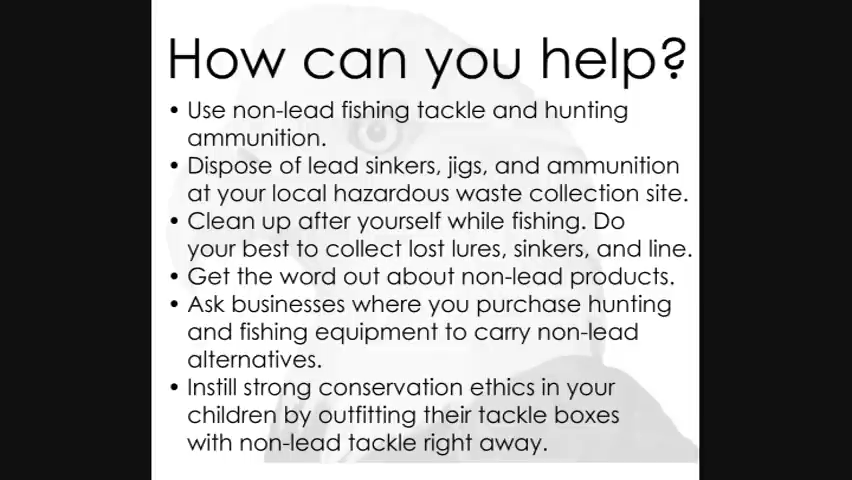 How can you help?
• Use non-lead fishing tackle and hunting
ammunition.
• Dispose of lead sinkers, jigs, and ammunition
at your local hazardous waste collection site.
• Clean up after yourself while fishing. Do
your best to collect lost lures, sinkers, and line.
• Get the word out about non-lead products.
• Ask businesses where you purchase hunting
and fishing equipment to carry non-lead
alternatives.
• Instill strong conservation ethics in your
children by outfitting their tackle boxes
with non-lead tackle right away.